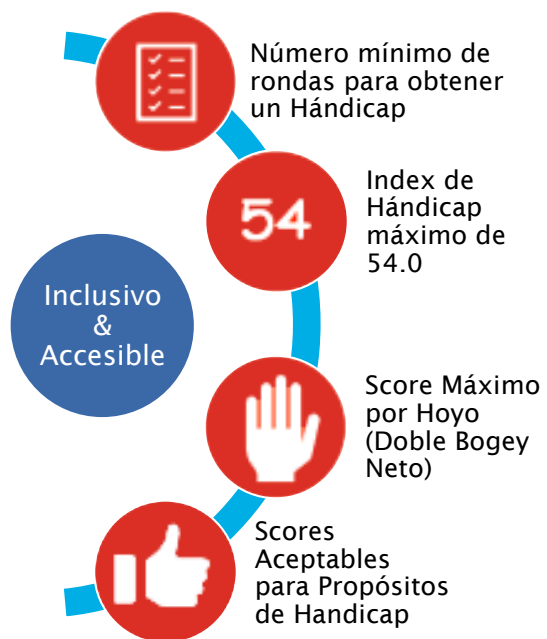 Número mínimo de
rondas para obtener
un Hándicap
54
Index de
Hándicap
máximo de
54.0
Inclusivo
&
Accesible
Score Máximo
por Hoyo
(Doble Bogey
Neto)
Scores
Aceptables
para Propósitos
de Handicap